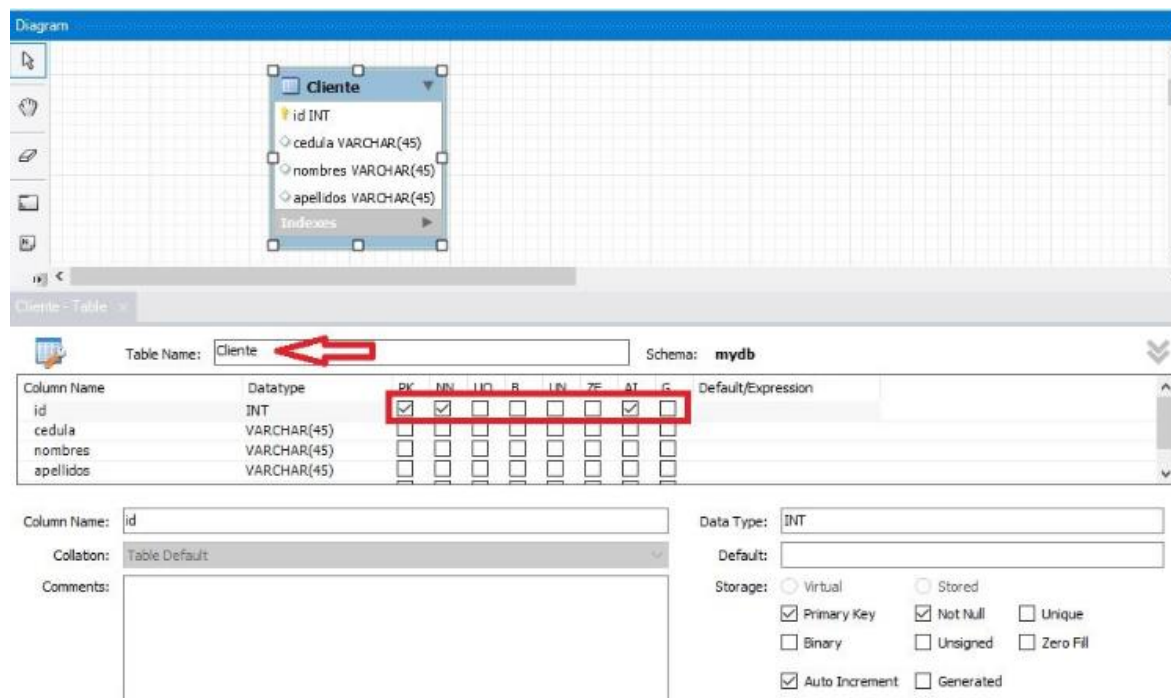 Diagram
Cliente
id INT
cedula VARCHAR(45)
nombres VARCHAR(45)
apellidos VARCHAR(45)
Indexes
Cliente - Table
Table Name: Cliente Schema: mydb
Column Name Datatype PK NN UQ B UN ZF AI G Default/Expression
id INT
cedula VARCHAR(45)
nombres VARCHAR(45)
apellidos VARCHAR(45)
Column Name: id Data Type: INT
Collation: Table Default Default:
Comments: Storage: Virtual Stored
Primary Key Not Null Unique
Binary Unsigned Zero Fill
Auto Increment Generated